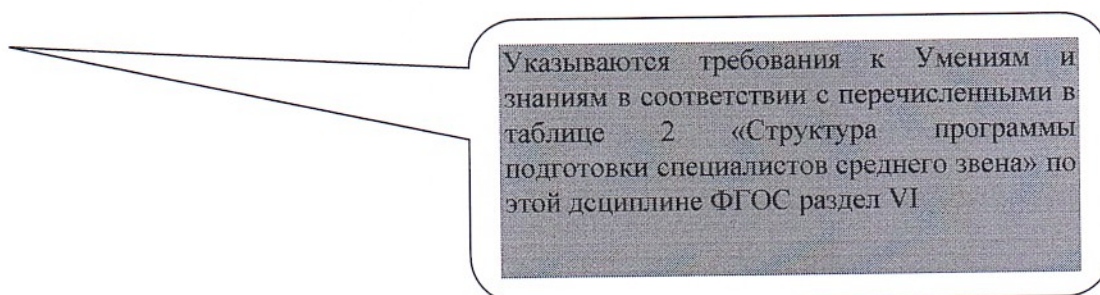 Указываются требования к Умениям и
знаниям в соответствии с перечисленными в
таблице 2 «Структура программы
подготовки специалистов среднего звена» по
этой дсциплине ФГОС раздел VI